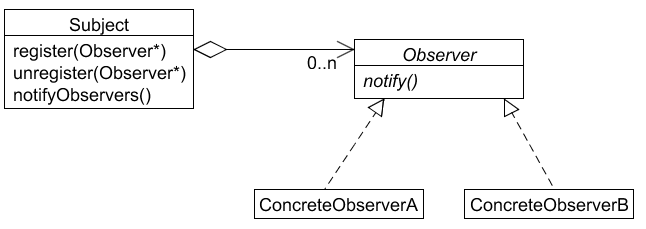 Subject
register(Observer*)
unregister(Observer*)
notifyObservers()
0..n
Observer
notify()
ConcreteObserverA
ConcreteObserverB